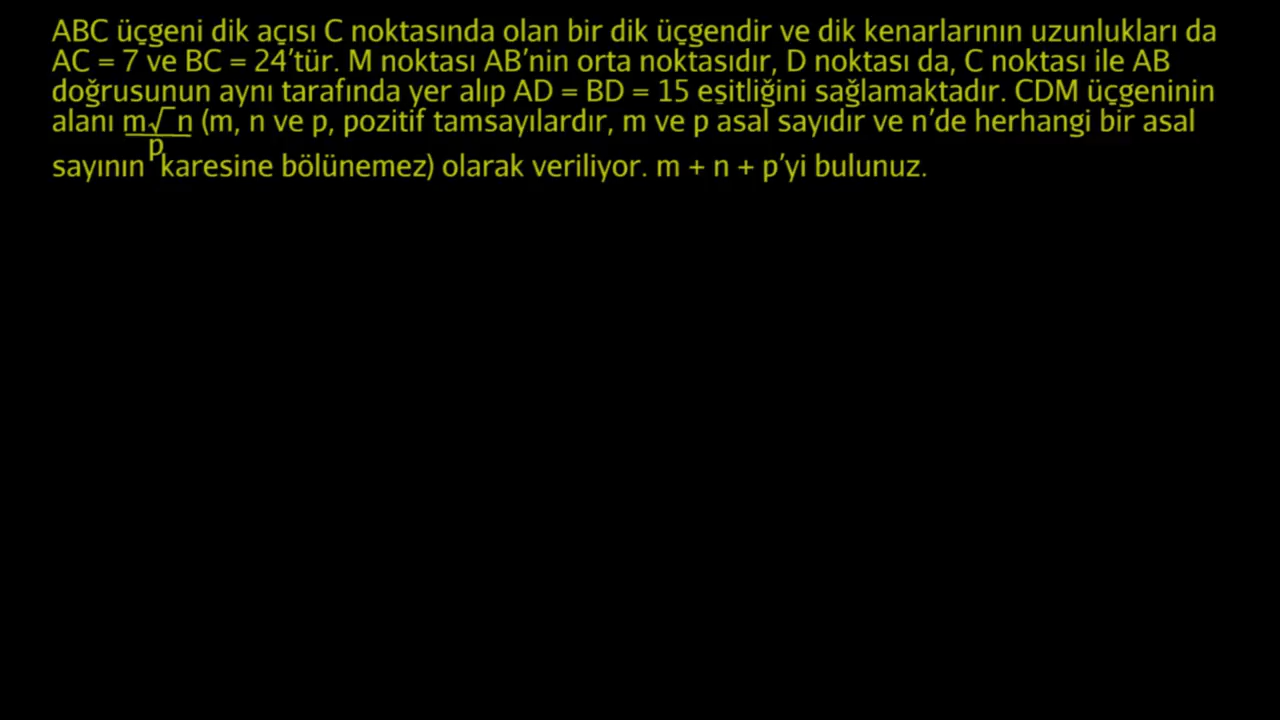 ABC üçgeni dik açısı C noktasında olan bir dik üçgendir ve dik kenarlarının uzunlukları da
AC = 7 ve BC = 24'tür. M noktası AB'nin orta noktasıdır, D noktası da, C noktası ile AB
doğrusunun aynı tarafında yer alıp AD = BD = 15 eşitliğini sağlamaktadır. CDM üçgeninin
alanı m√n (m, n ve p, pozitif tamsayılardır, m ve p asal sayıdır ve n'de herhangi bir asal
p
sayının karesine bölünemez) olarak veriliyor. m + n + p'yi bulunuz.